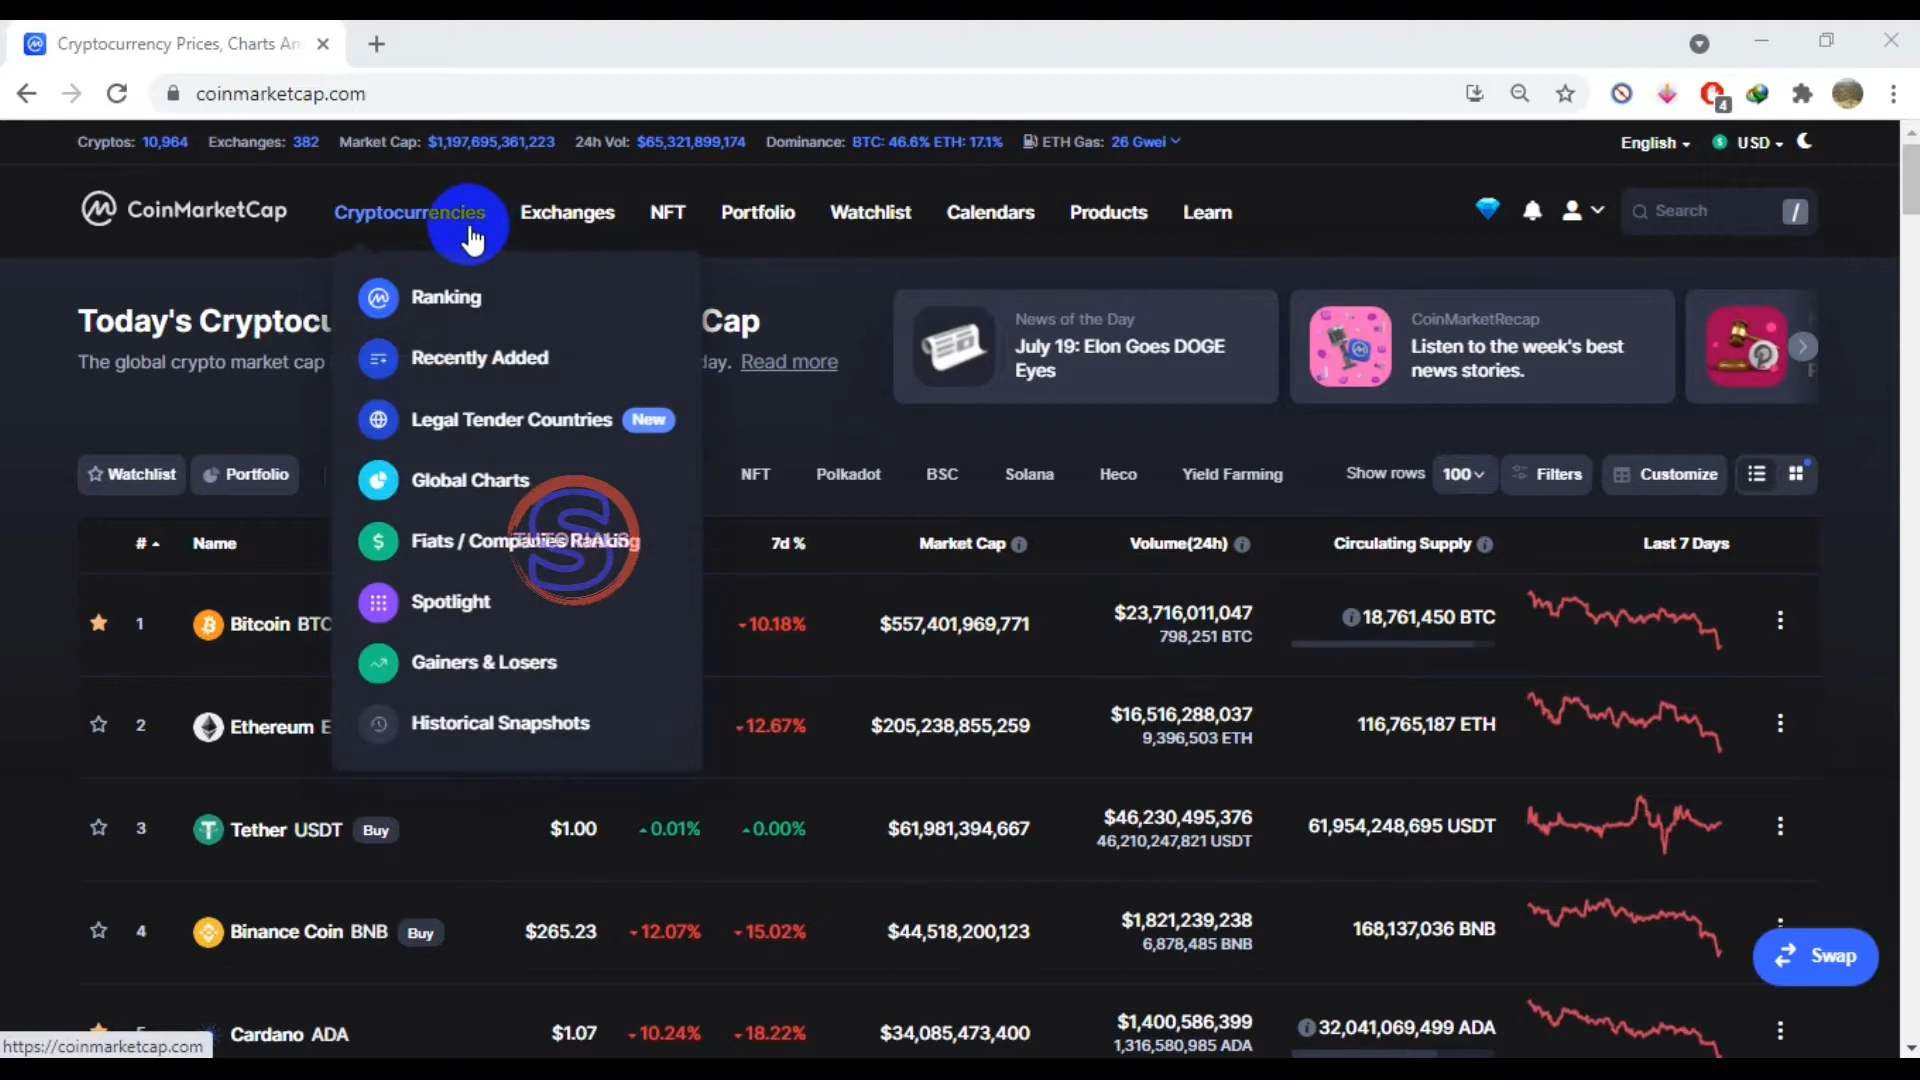 Cryptocurrency Prices, Charts An
coinmarketcap.com
4
Cryptos: 10,964 Exchanges: 382 Market Cap: $1,197,695,361,223 24h Vol: $65,321,899,174 Dominance: BTC: 46.6% ETH: 17.1% ETH Gas: 26 Gwei
English $ USD
CoinMarketCap Cryptocurrencies Exchanges NFT Portfolio Watchlist Calendars Products Learn Search /
Ranking
Recently Added
Legal Tender Countries New
Global Charts
Fiats / Companies Ranking
Spotlight
Gainers & Losers
Historical Snapshots
TUTORIALS
Today's Cryptocu Cap
The global crypto market cap day. Read more
News of the Day
July 19: Elon Goes DOGE
Eyes
CoinMarketRecap
Listen to the week's best
news stories.
Watchlist Portfolio NFT Polkadot BSC Solana Heco Yield Farming Show rows 100 Filters Customize
# Name 7d % Market Cap Volume(24h) Circulating Supply Last 7 Days
1 Bitcoin BTC 10.18% $557,401,969,771 $23,716,011,047 18,761,450 BTC
798,251 BTC
2 Ethereum E 12.67% $205,238,855,259 $16,516,288,037 116,765,187 ETH
9,396,503 ETH
3 Tether USDT Buy $1.00 0.01% 0.00% $61,981,394,667 $46,230,495,376 61,954,248,695 USDT
46,210,247,821 USDT
4 Binance Coin BNB Buy $265.23 12.07% 15.02% $44,518,200,123 $1,821,239,238 168,137,036 BNB
6,878,485 BNB
Swap
Cardano ADA $1.07 10.24% 18.22% $34,085,473,400 $1,400,586,399 32,041,069,499 ADA
1,316,580,985 ADA
https://coinmarketcap.com